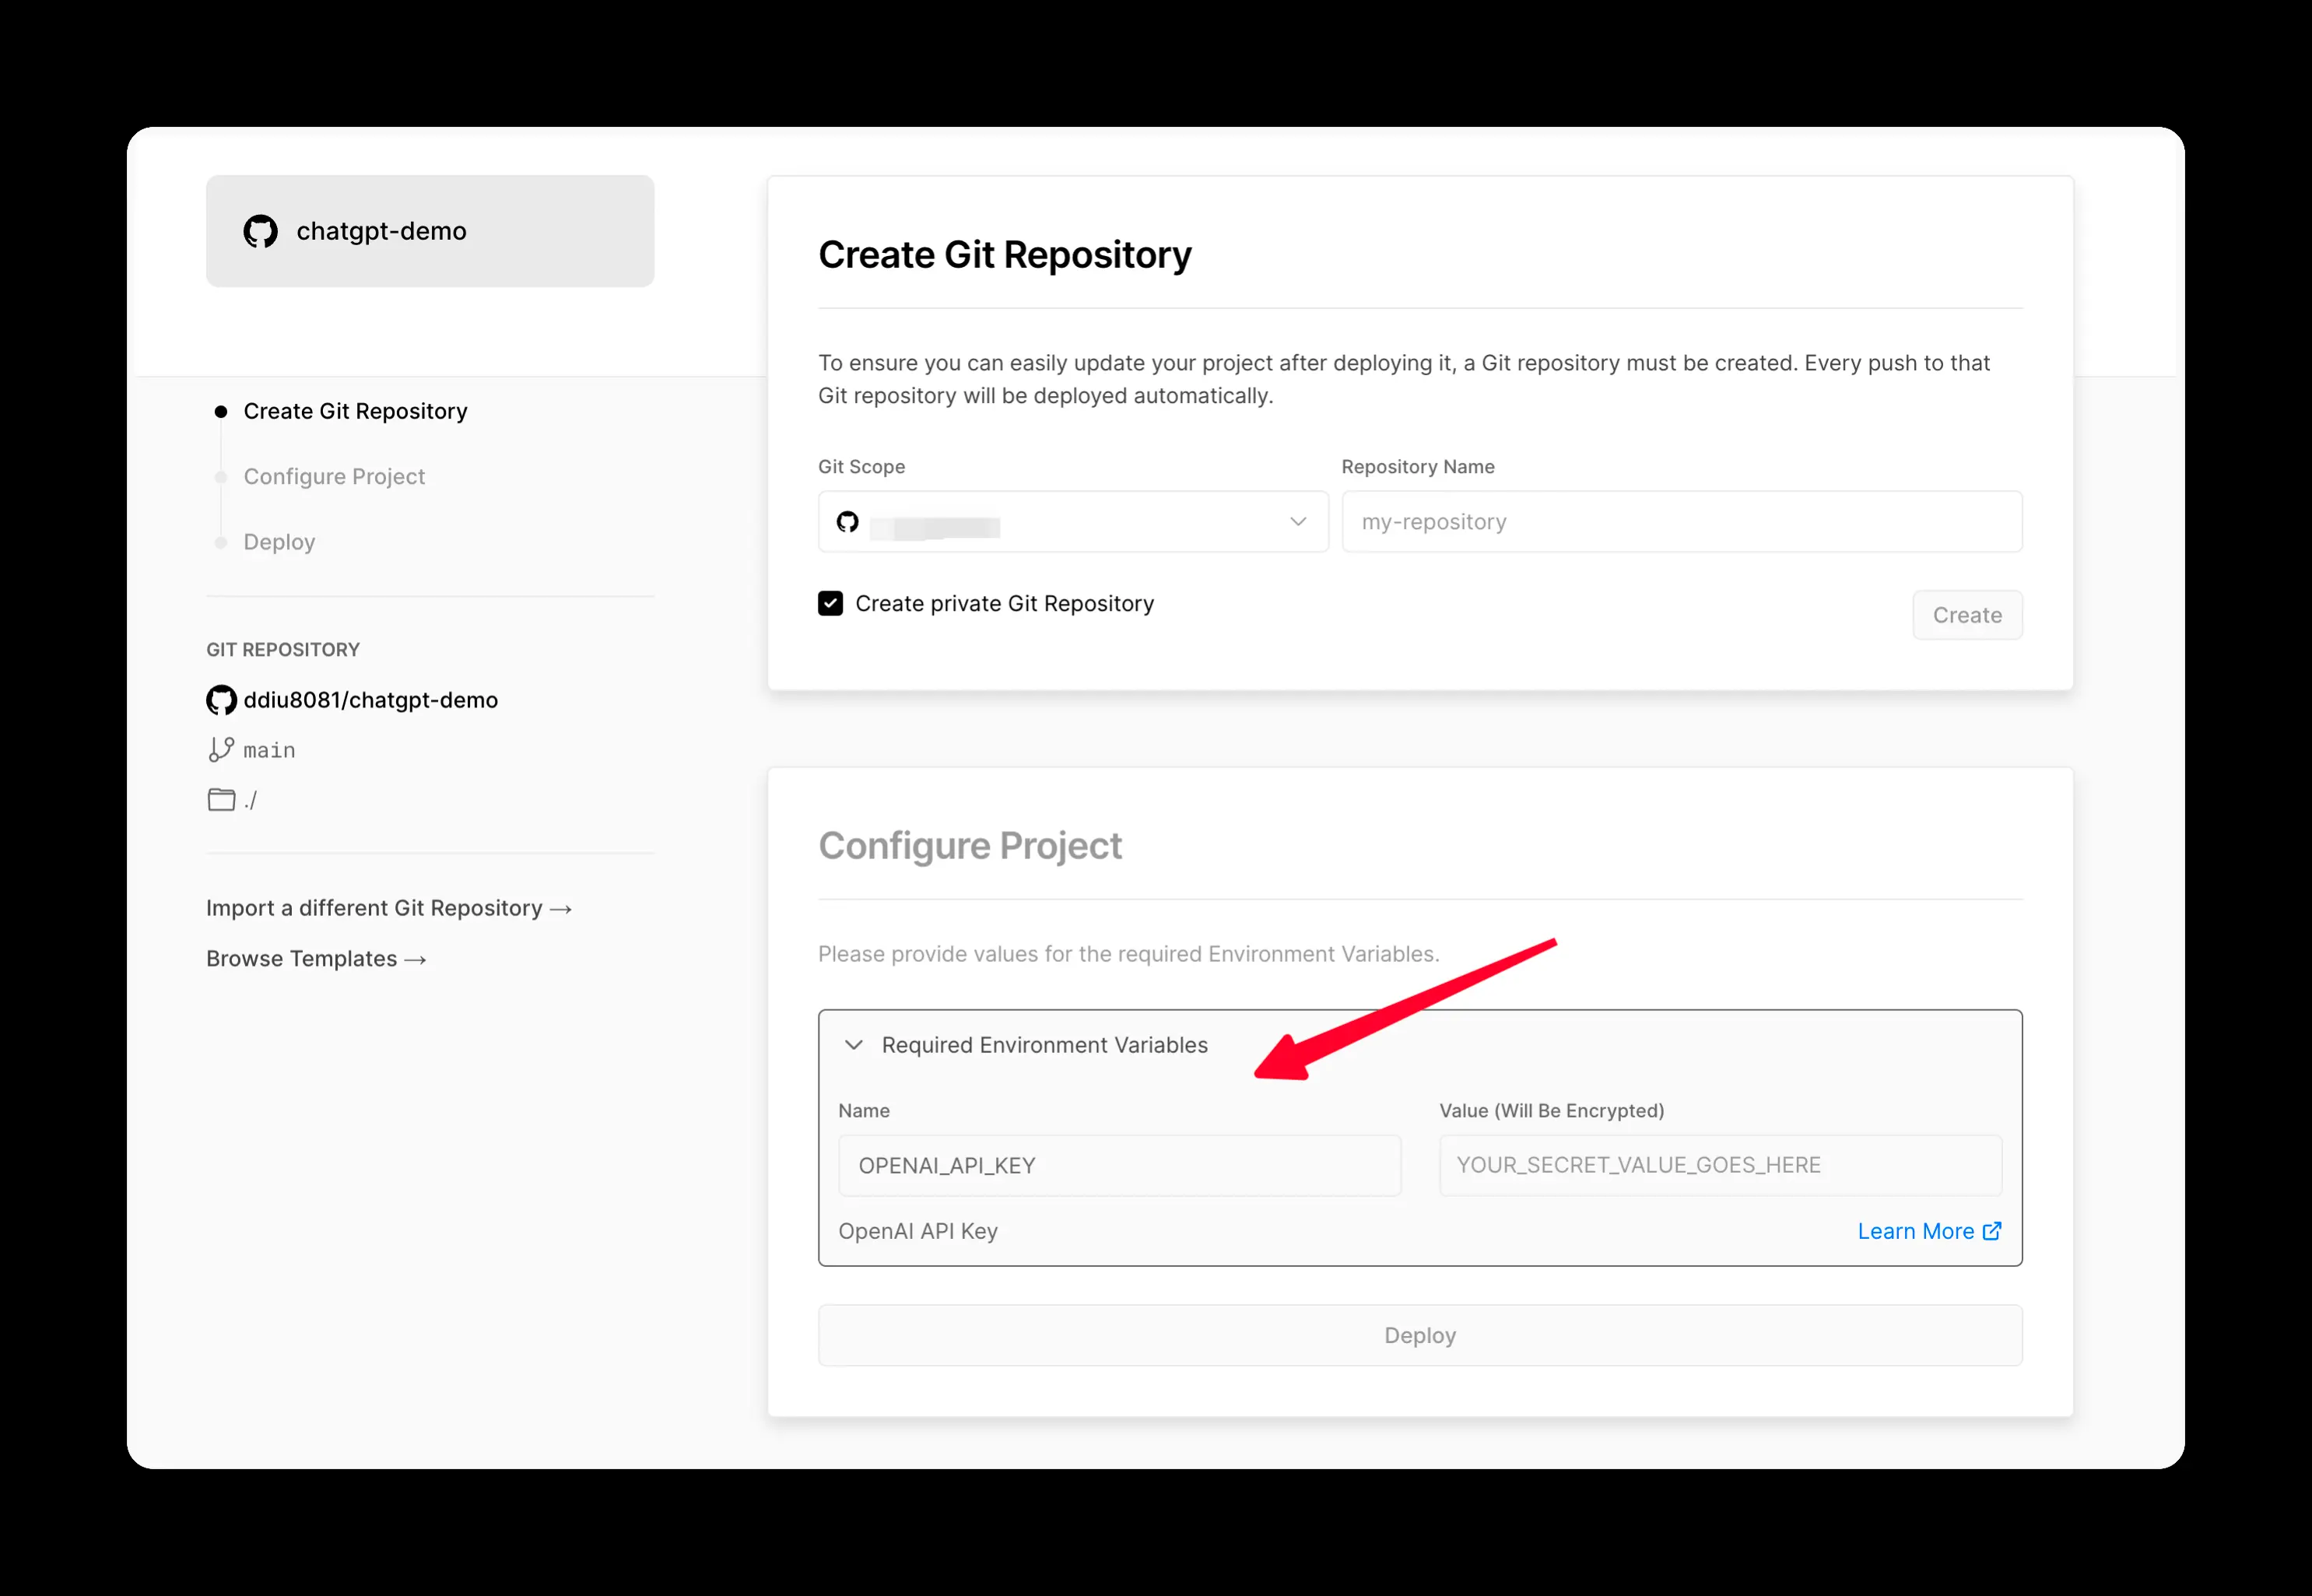 chatgpt-demo
Create Git Repository
Configure Project
Deploy
GIT REPOSITORY
ddiu8081/chatgpt-demo
main
./
Import a different Git Repository →
Browse Templates →
Create Git Repository
To ensure you can easily update your project after deploying it, a Git repository must be created. Every push to that
Git repository will be deployed automatically.
Git Scope
Repository Name
my-repository
Create private Git Repository
Create
Configure Project
Please provide values for the required Environment Variables.
Required Environment Variables
Name
Value (Will Be Encrypted)
OPENAI_API_KEY
YOUR_SECRET_VALUE_GOES_HERE
OpenAI API Key
Learn More
Deploy